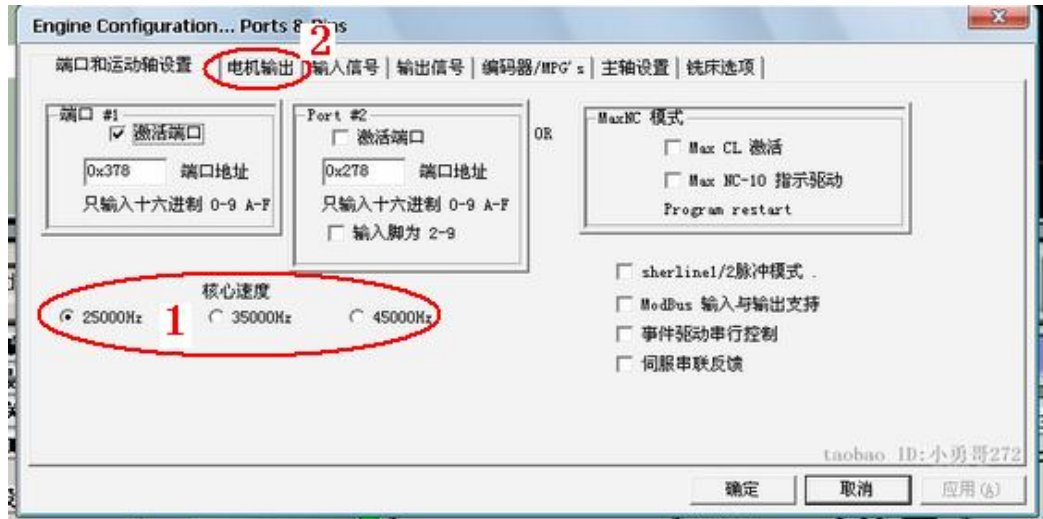 Engine Configuration... Ports & Pins
2
端口和运动轴设置 电机输出 输入信号 输出信号 编码器/MPG's 主轴设置 铣床选项
端口 #1
激活端口
0x378 端口地址
只输入十六进制 0-9 A-F
Port #2
激活端口
0x278 端口地址
只输入十六进制 0-9 A-F
输入脚为 2-9
OR
MaxNC 模式
Max CL 激活
Max NC-10 指示驱动
Program restart
核心速度
25000Hz 35000Hz 45000Hz
1
sherline1/2脉冲模式 .
ModBus 输入与输出支持
事件驱动串行控制
伺服串联反馈
taobao ID:小勇哥272
确定 取消 应用(A)